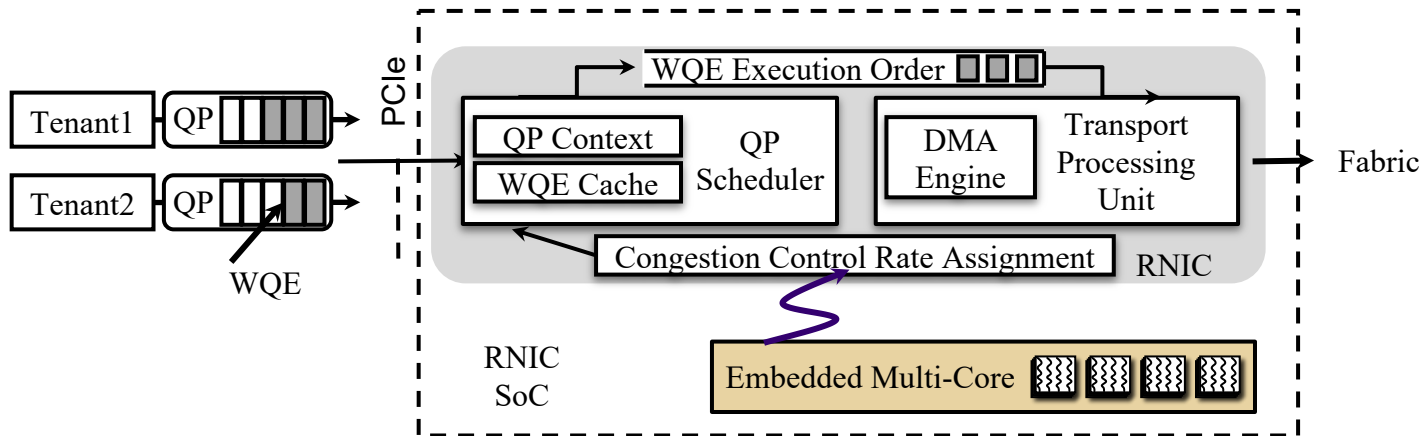 Tenant1
QP
Tenant2
QP
WQE
PCIe
WQE Execution Order
QP Context
WQE Cache
QP
Scheduler
DMA
Engine
Transport
Processing
Unit
Fabric
Congestion Control Rate Assignment
RNIC
RNIC
SoC
Embedded Multi-Core